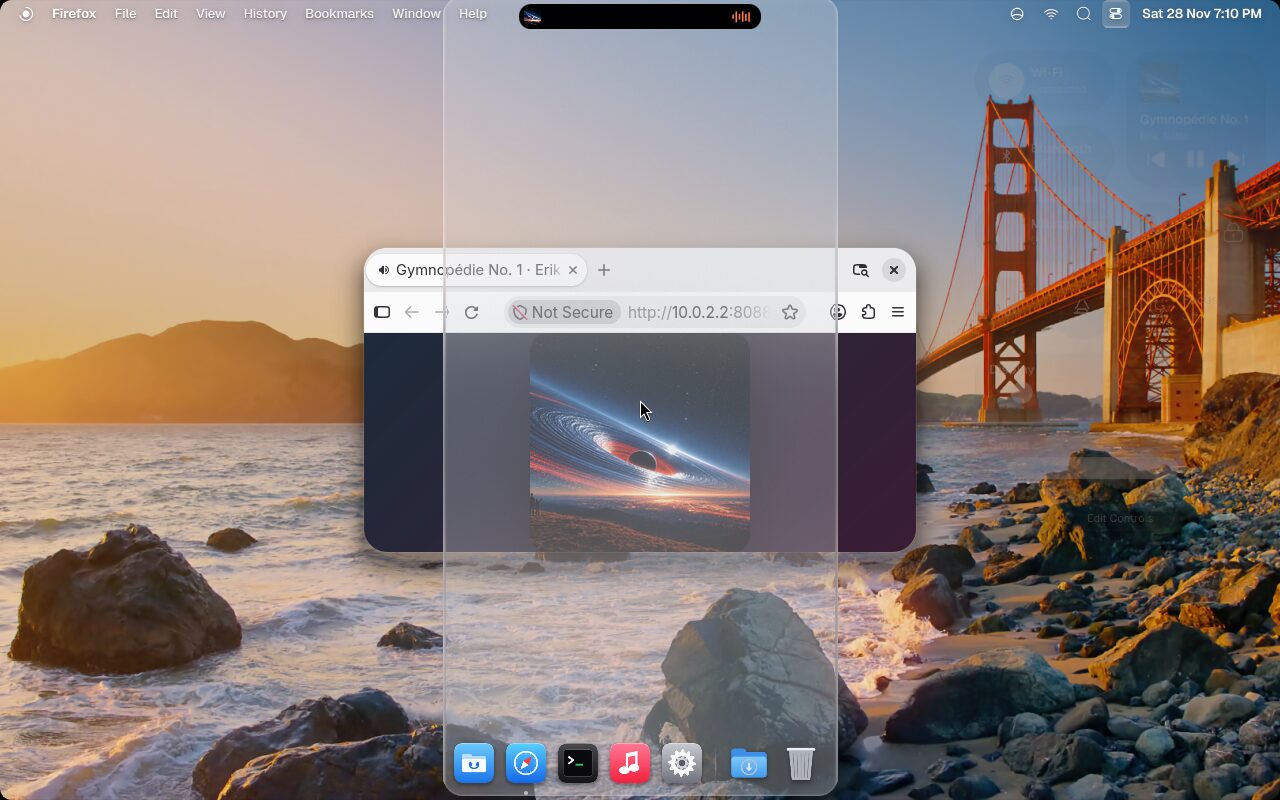 Firefox File Edit View History Bookmarks Window Help
Sat 28 Nov 7:10 PM
Wi-Fi
Gymnopédie No. 1
Gymnopédie No. 1 · Erik
Not Secure http://10.0.2.2:8088
Edit Controls